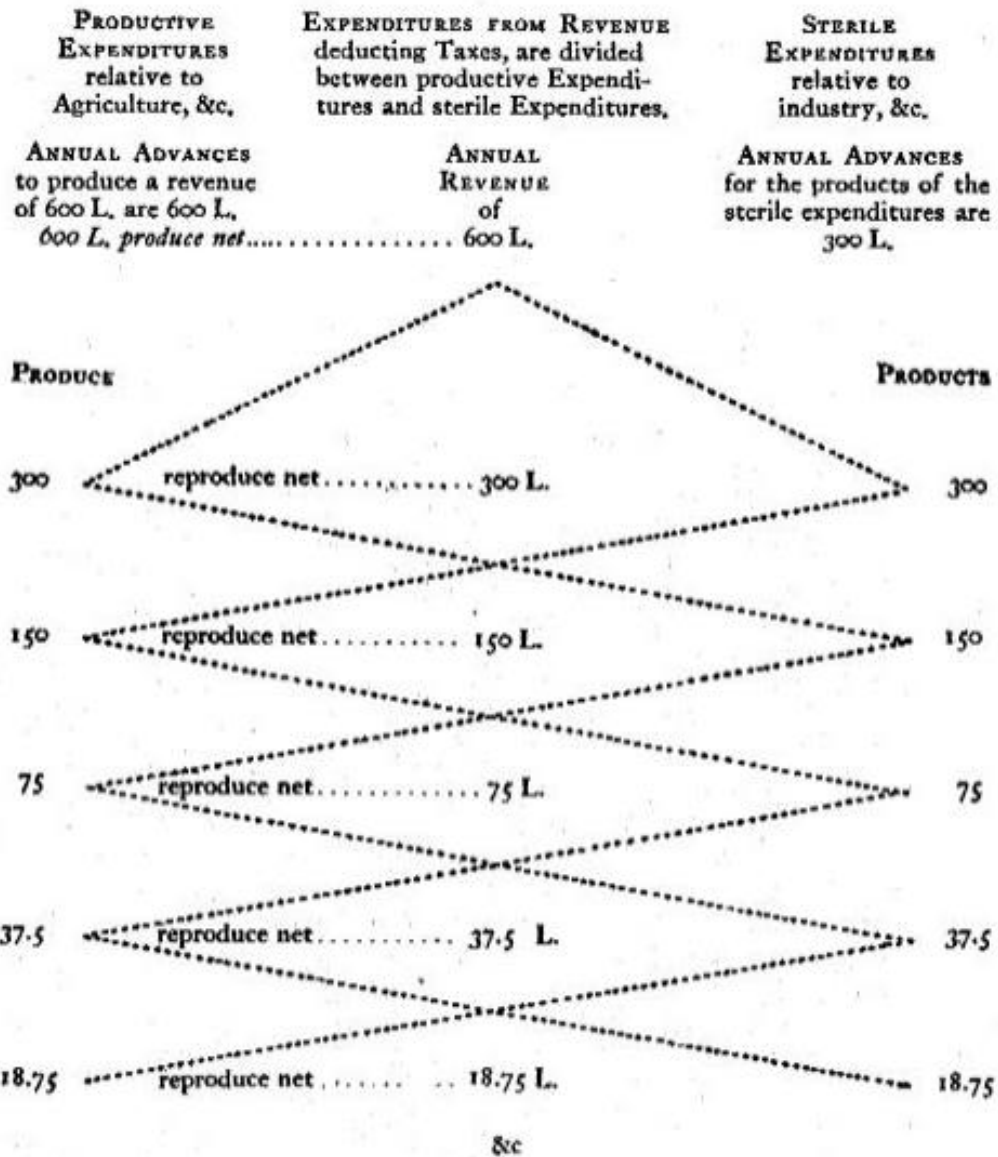 PRODUCTIVE
EXPENDITURES
relative to
Agriculture, &c.
EXPENDITURES FROM REVENUE
deducting Taxes, are divided
between productive Expendi-
tures and sterile Expenditures.
STERILE
EXPENDITURES
relative to
industry, &c.
ANNUAL ADVANCES
to produce a revenue
of 600 L. are 600 L.
600 L. produce net....................
ANNUAL
REVENUE
of
600 L.
ANNUAL ADVANCES
for the products of the
sterile expenditures are
300 L.
PRODUCE
PRODUCTS
300 reproduce net............ 300 L. 300
150 reproduce net........... 150 L. 150
75 reproduce net............. 75 L. 75
37.5 reproduce net........... 37.5 L. 37.5
18.75 reproduce net........ .. 18.75 L. 18.75
&c